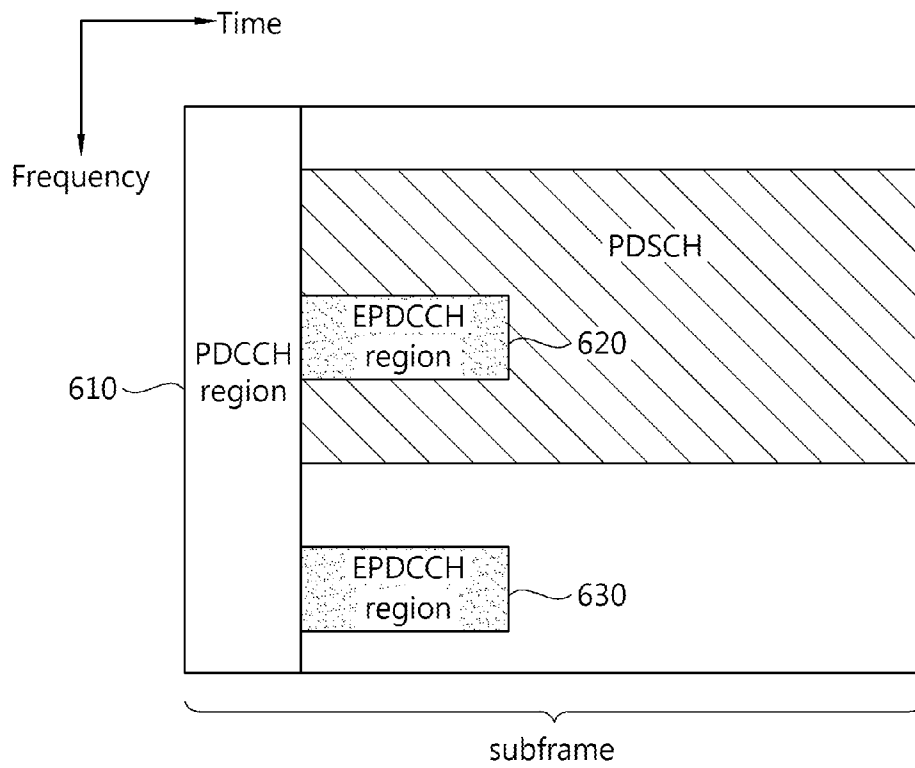 Time
Frequency
PDSCH
EPDCCH
region
620
PDCCH
region
610
EPDCCH
region
630
subframe